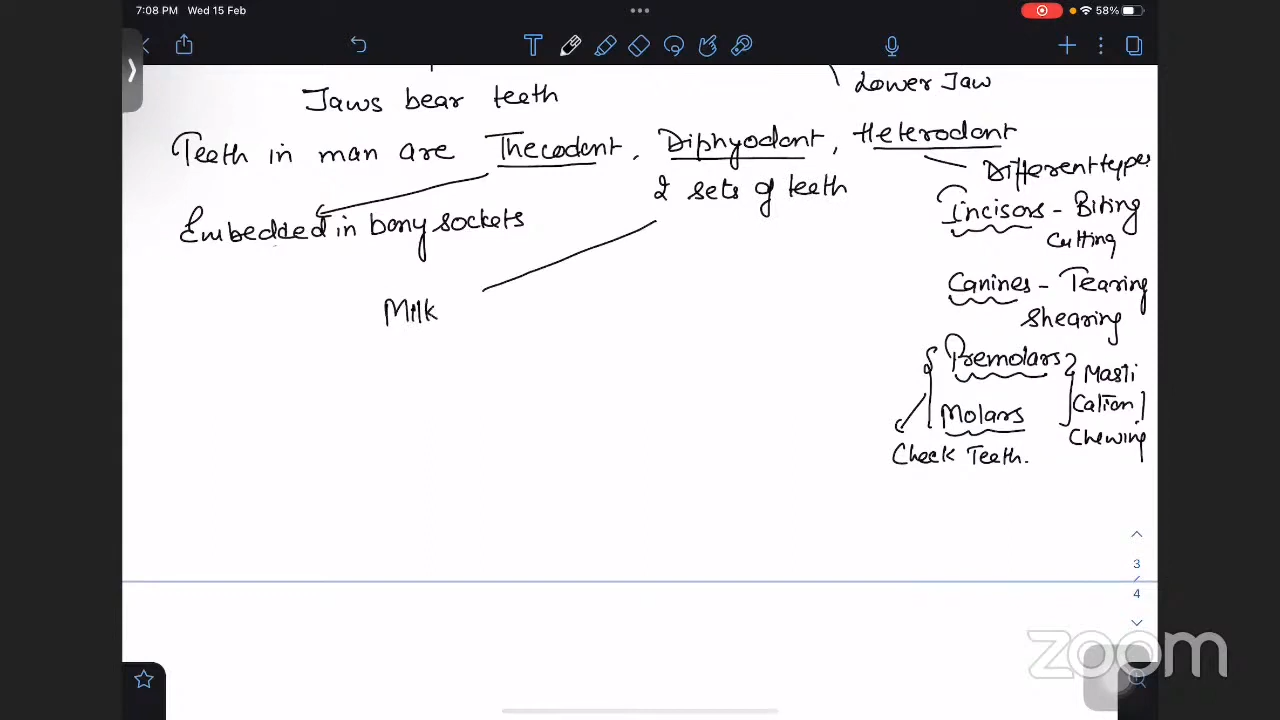 7:08 PM Wed 15 Feb
58%
Lower Jaw
Jaws bear teeth
Teeth in man are Thecodont, Diphyodont, Heterodont
Different types
2 sets of teeth
Incisors - Biting
Cutting
Embedded in bony sockets
Canines - Tearing
Shearing
Milk
Premolars
Masti
Cation
Molars
Chewing
Cheek Teeth.
3
4
zoom